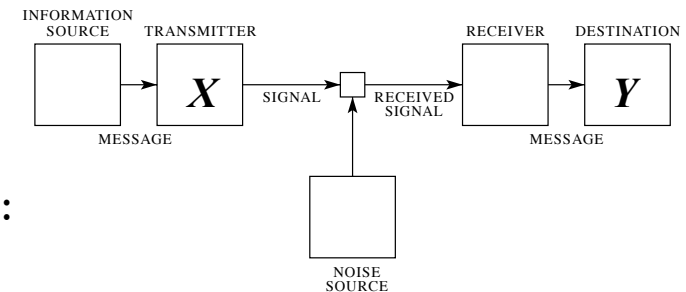 INFORMATION
SOURCE
TRANSMITTER
RECEIVER
DESTINATION
X
Y
SIGNAL
RECEIVED
SIGNAL
MESSAGE
MESSAGE
:
NOISE
SOURCE